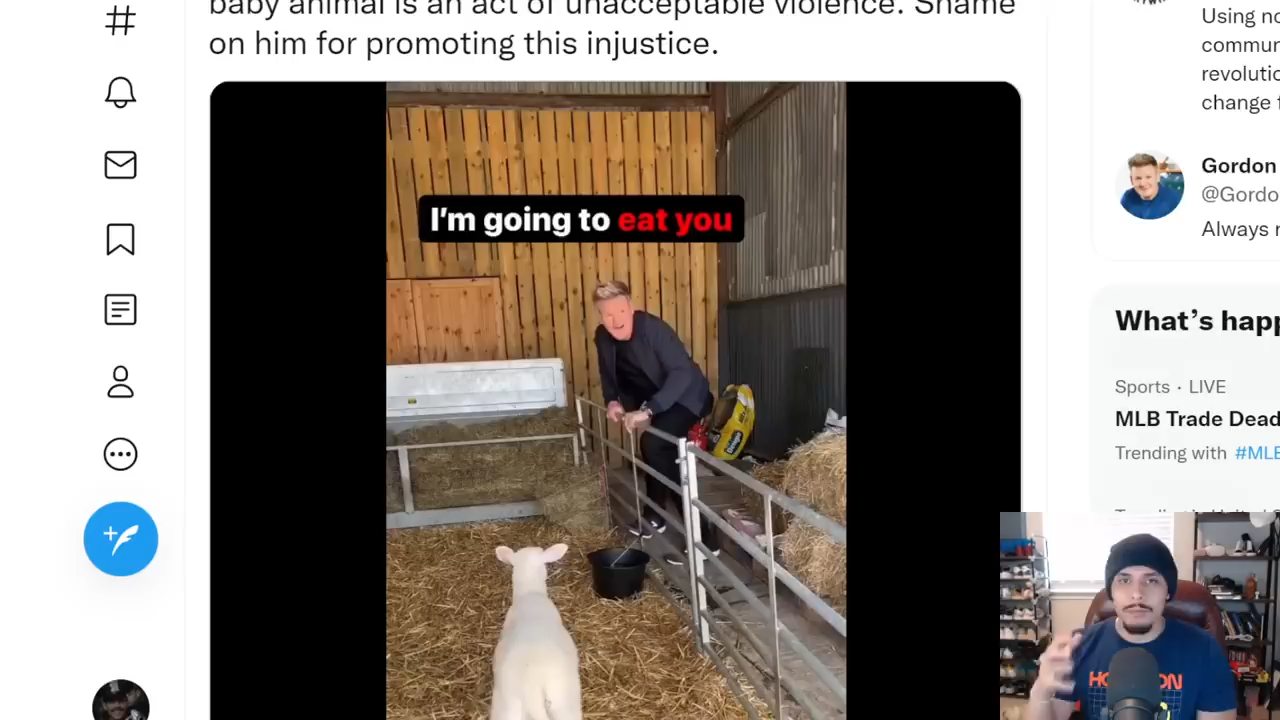 baby animal is an act of unacceptable violence. Shame
on him for promoting this injustice.
I'm going to eat you
Using
commun
revolutio
change
Gordon
@Gordo
Always
What's happ
Sports · LIVE
MLB Trade Dead
Trending with #MLB